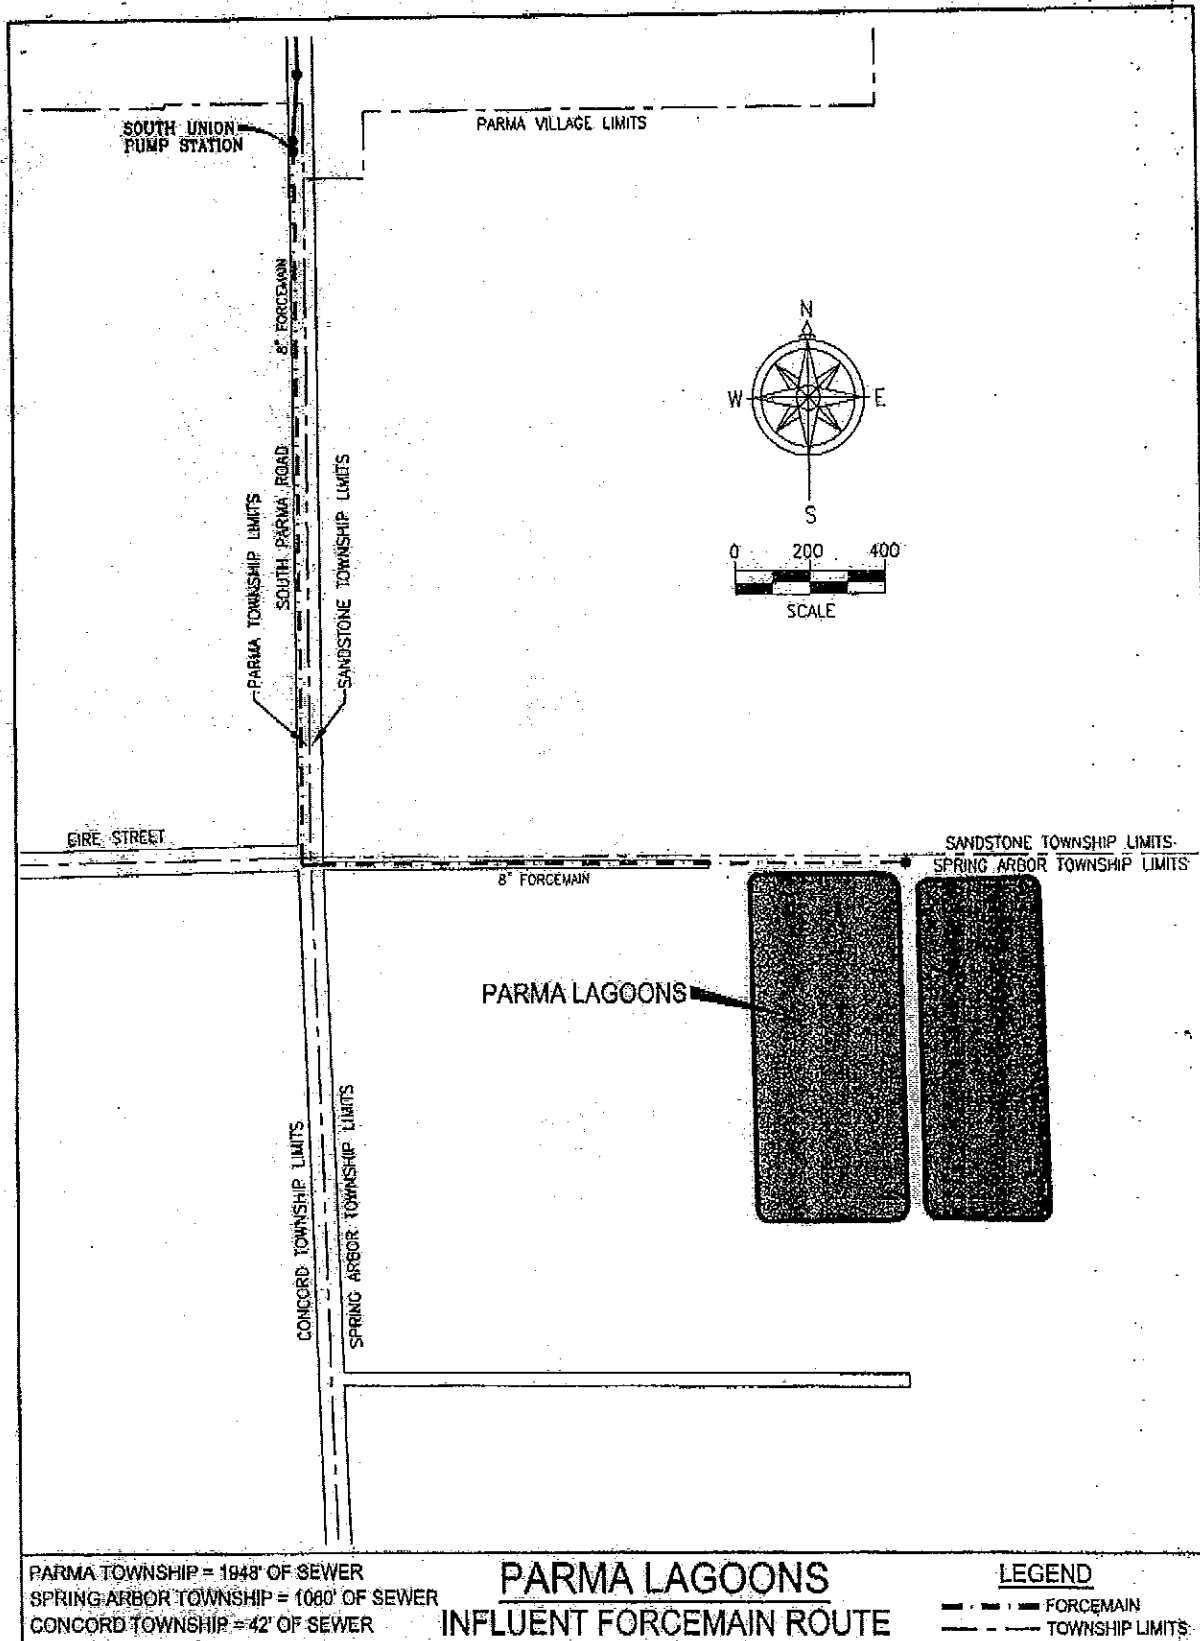 PARMA VILLAGE LIMITS
SOUTH UNION
PUMP STATION
8" FORCEMAIN
N
W
E
S
SOUTH PARMA ROAD
PARMA TOWNSHIP LIMITS
SANDSTONE TOWNSHIP LIMITS
0 200 400
SCALE
EIRE STREET
SANDSTONE TOWNSHIP LIMITS
SPRING ARBOR TOWNSHIP LIMITS
8" FORCEMAIN
PARMA LAGOONS
CONCORD TOWNSHIP LIMITS
SPRING ARBOR TOWNSHIP LIMITS
PARMA TOWNSHIP = 1948' OF SEWER
SPRING ARBOR TOWNSHIP = 1060' OF SEWER
CONCORD TOWNSHIP = 42' OF SEWER
PARMA LAGOONS
INFLUENT FORCEMAIN ROUTE
LEGEND
FORCEMAIN
TOWNSHIP LIMITS